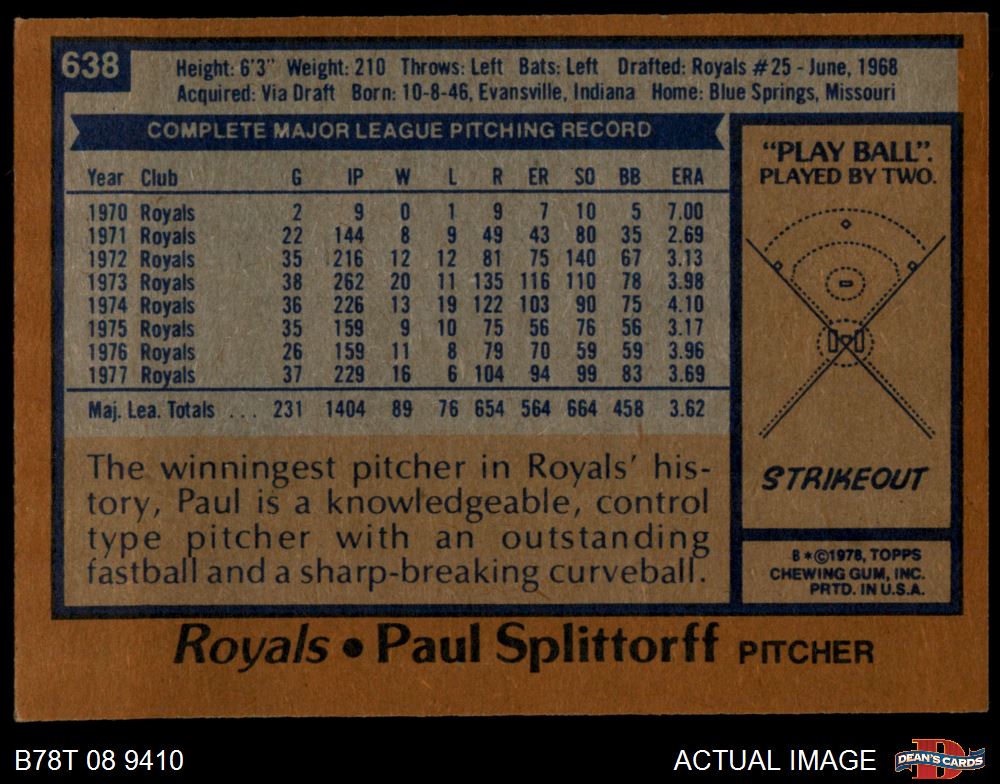 638
Height: 6'3" Weight: 210 Throws: Left Bats: Left Drafted: Royals #25 - June, 1968
Acquired: Via Draft Born: 10-8-46, Evansville, Indiana Home: Blue Springs, Missouri
COMPLETE MAJOR LEAGUE PITCHING RECORD
Year Club G IP W L R ER SO BB ERA
1970 Royals 2 9 0 1 9 7 10 5 7.00
1971 Royals 22 144 8 9 49 43 80 35 2.69
1972 Royals 35 216 12 12 81 75 140 67 3.13
1973 Royals 38 262 20 11 135 116 110 78 3.98
1974 Royals 36 226 13 19 122 103 90 75 4.10
1975 Royals 35 159 9 10 75 56 76 56 3.17
1976 Royals 26 159 11 8 79 70 59 59 3.96
1977 Royals 37 229 16 6 104 94 99 83 3.69
Maj. Lea. Totals ... 231 1404 89 76 654 564 664 458 3.62
The winningest pitcher in Royals' his-
tory, Paul is a knowledgeable, control
type pitcher with an outstanding
fastball and a sharp-breaking curveball.
"PLAY BALL".
PLAYED BY TWO.
STRIKEOUT
B*©1978, TOPPS
CHEWING GUM, INC.
PRTD. IN U.S.A.
Royals • Paul Splittorff PITCHER
B78T 08 9410
ACTUAL IMAGE
D
DEAN'S CARDS